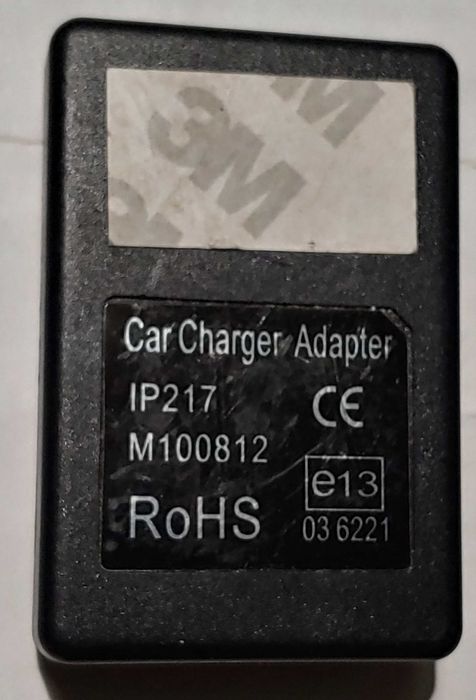 3M
Car Charger Adapter
IP217
CE
M100812
e13
RoHS
03 6221